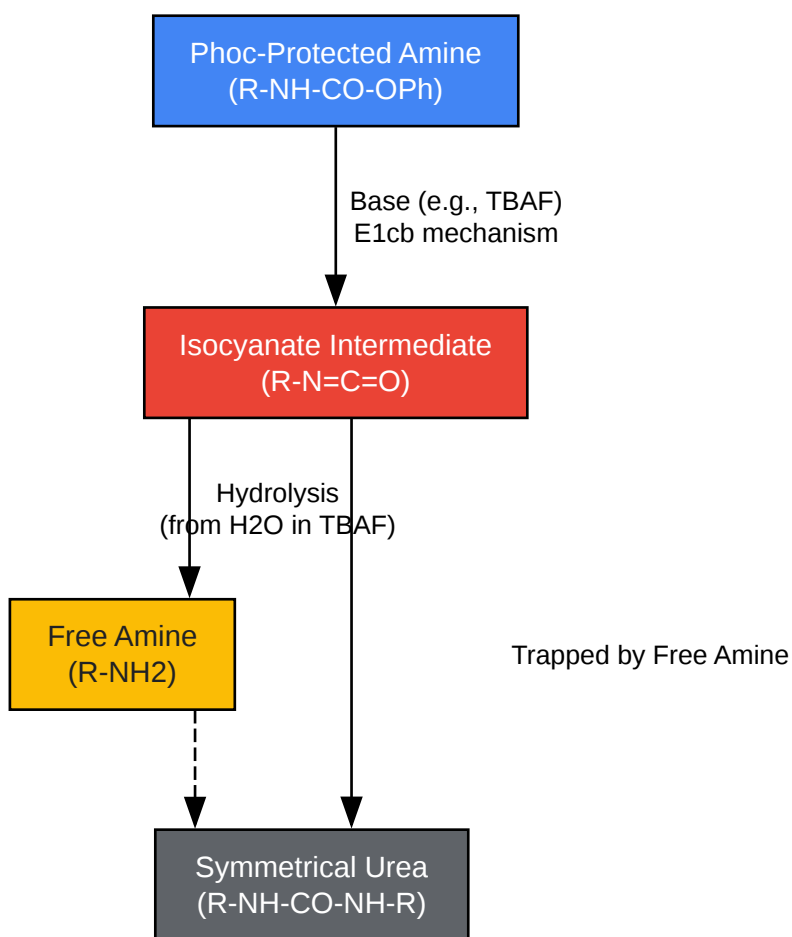 Phoc-Protected Amine
(R-NH-CO-OPh)
Base (e.g., TBAF)
E1cb mechanism
Isocyanate Intermediate
(R-N=C=O)
Hydrolysis
(from H2O in TBAF)
Free Amine
(R-NH2)
Trapped by Free Amine
Symmetrical Urea
(R-NH-CO-NH-R)